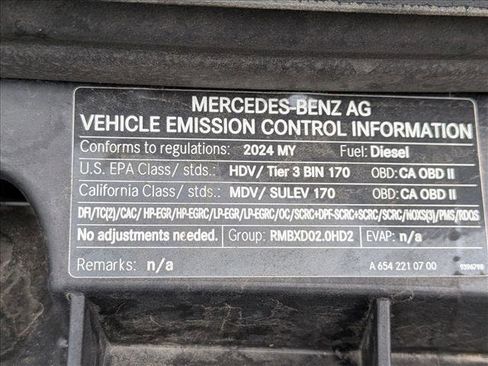 MERCEDES-BENZ AG
VEHICLE EMISSION CONTROL INFORMATION
Conforms to regulations: 2024 MY Fuel: Diesel
U.S. EPA Class/ stds.: HDV/ Tier 3 BIN 170 OBD: CA OBD II
California Class/ stds.: MDV/ SULEV 170 OBD: CA OBD II
DFI/TC(2)/CAC/ HP-EGR/HP-EGRC/LP-EGR/LP-EGRC/OC/SCRC+DPF-SCRC+SCRC/SCRC/NOXS(3)/PMS/RDQS
No adjustments needed. Group: RMBXD02.0HD2 EVAP: n/a
Remarks: n/a A 654 221 07 00